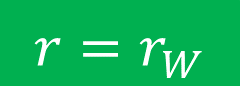 r = r_W